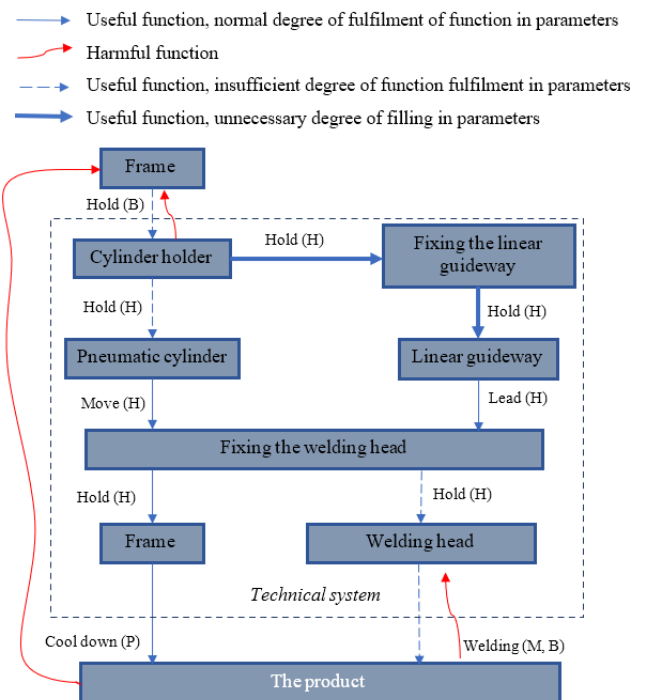 Useful function, normal degree of fulfilment of function in parameters
Harmful function
Useful function, insufficient degree of function fulfilment in parameters
Useful function, unnecessary degree of filling in parameters
Frame
Hold (B)
Hold (H)
Cylinder holder
Fixing the linear
guideway
Hold (H)
Hold (H)
Pneumatic cylinder
Linear guideway
Move (H)
Lead (H)
Fixing the welding head
Hold (H)
Hold (H)
Frame
Welding head
Technical system
Cool down (P)
Welding (M, B)
The product